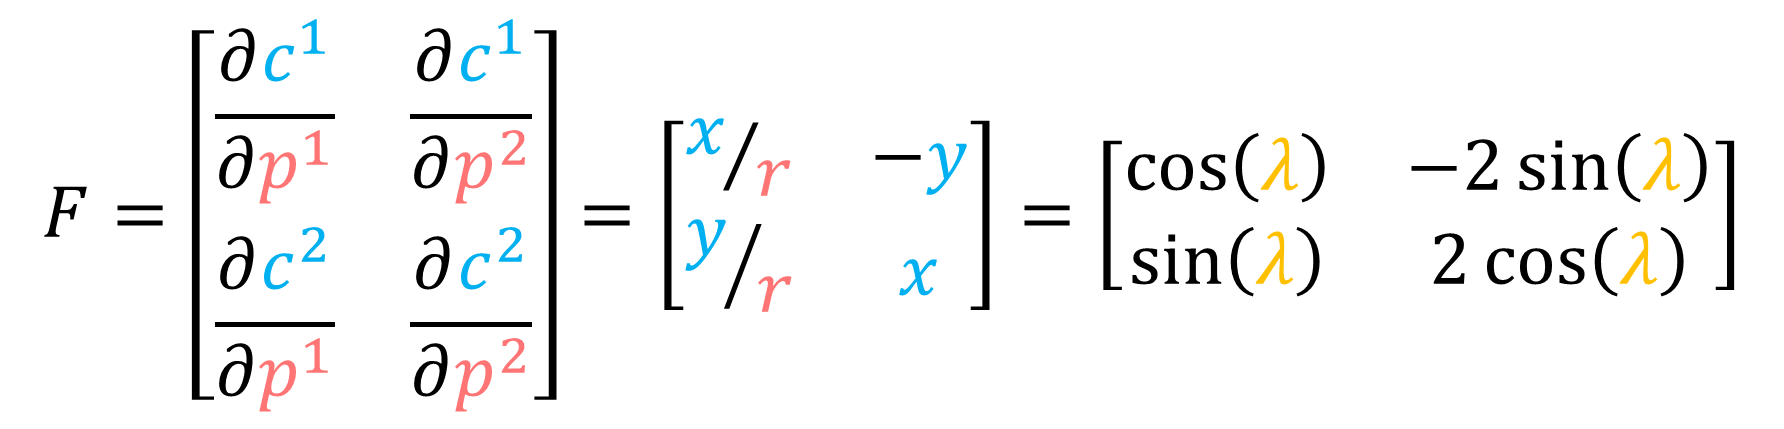 F = [∂c¹/∂p¹ ∂c¹/∂p² ; ∂c²/∂p¹ ∂c²/∂p²] = [x/r −y ; y/r x] = [cos(λ) −2 sin(λ) ; sin(λ) 2 cos(λ)]